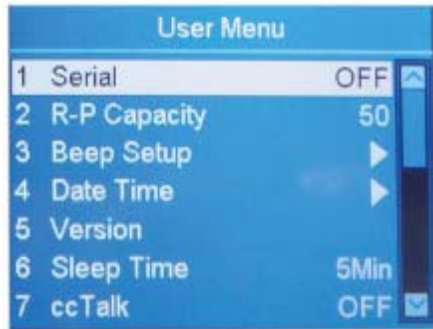 User Menu
1 Serial OFF
2 R-P Capacity 50
3 Beep Setup
4 Date Time
5 Version
6 Sleep Time 5Min
7 ccTalk OFF